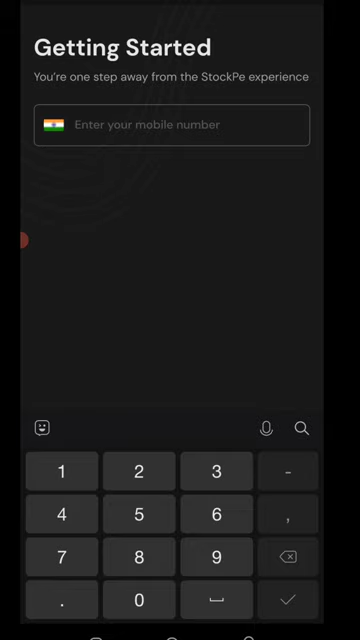 Getting Started
You're one step away from the StockPe experience
Enter your mobile number
1 2 3 -
4 5 6 ,
7 8 9
. 0